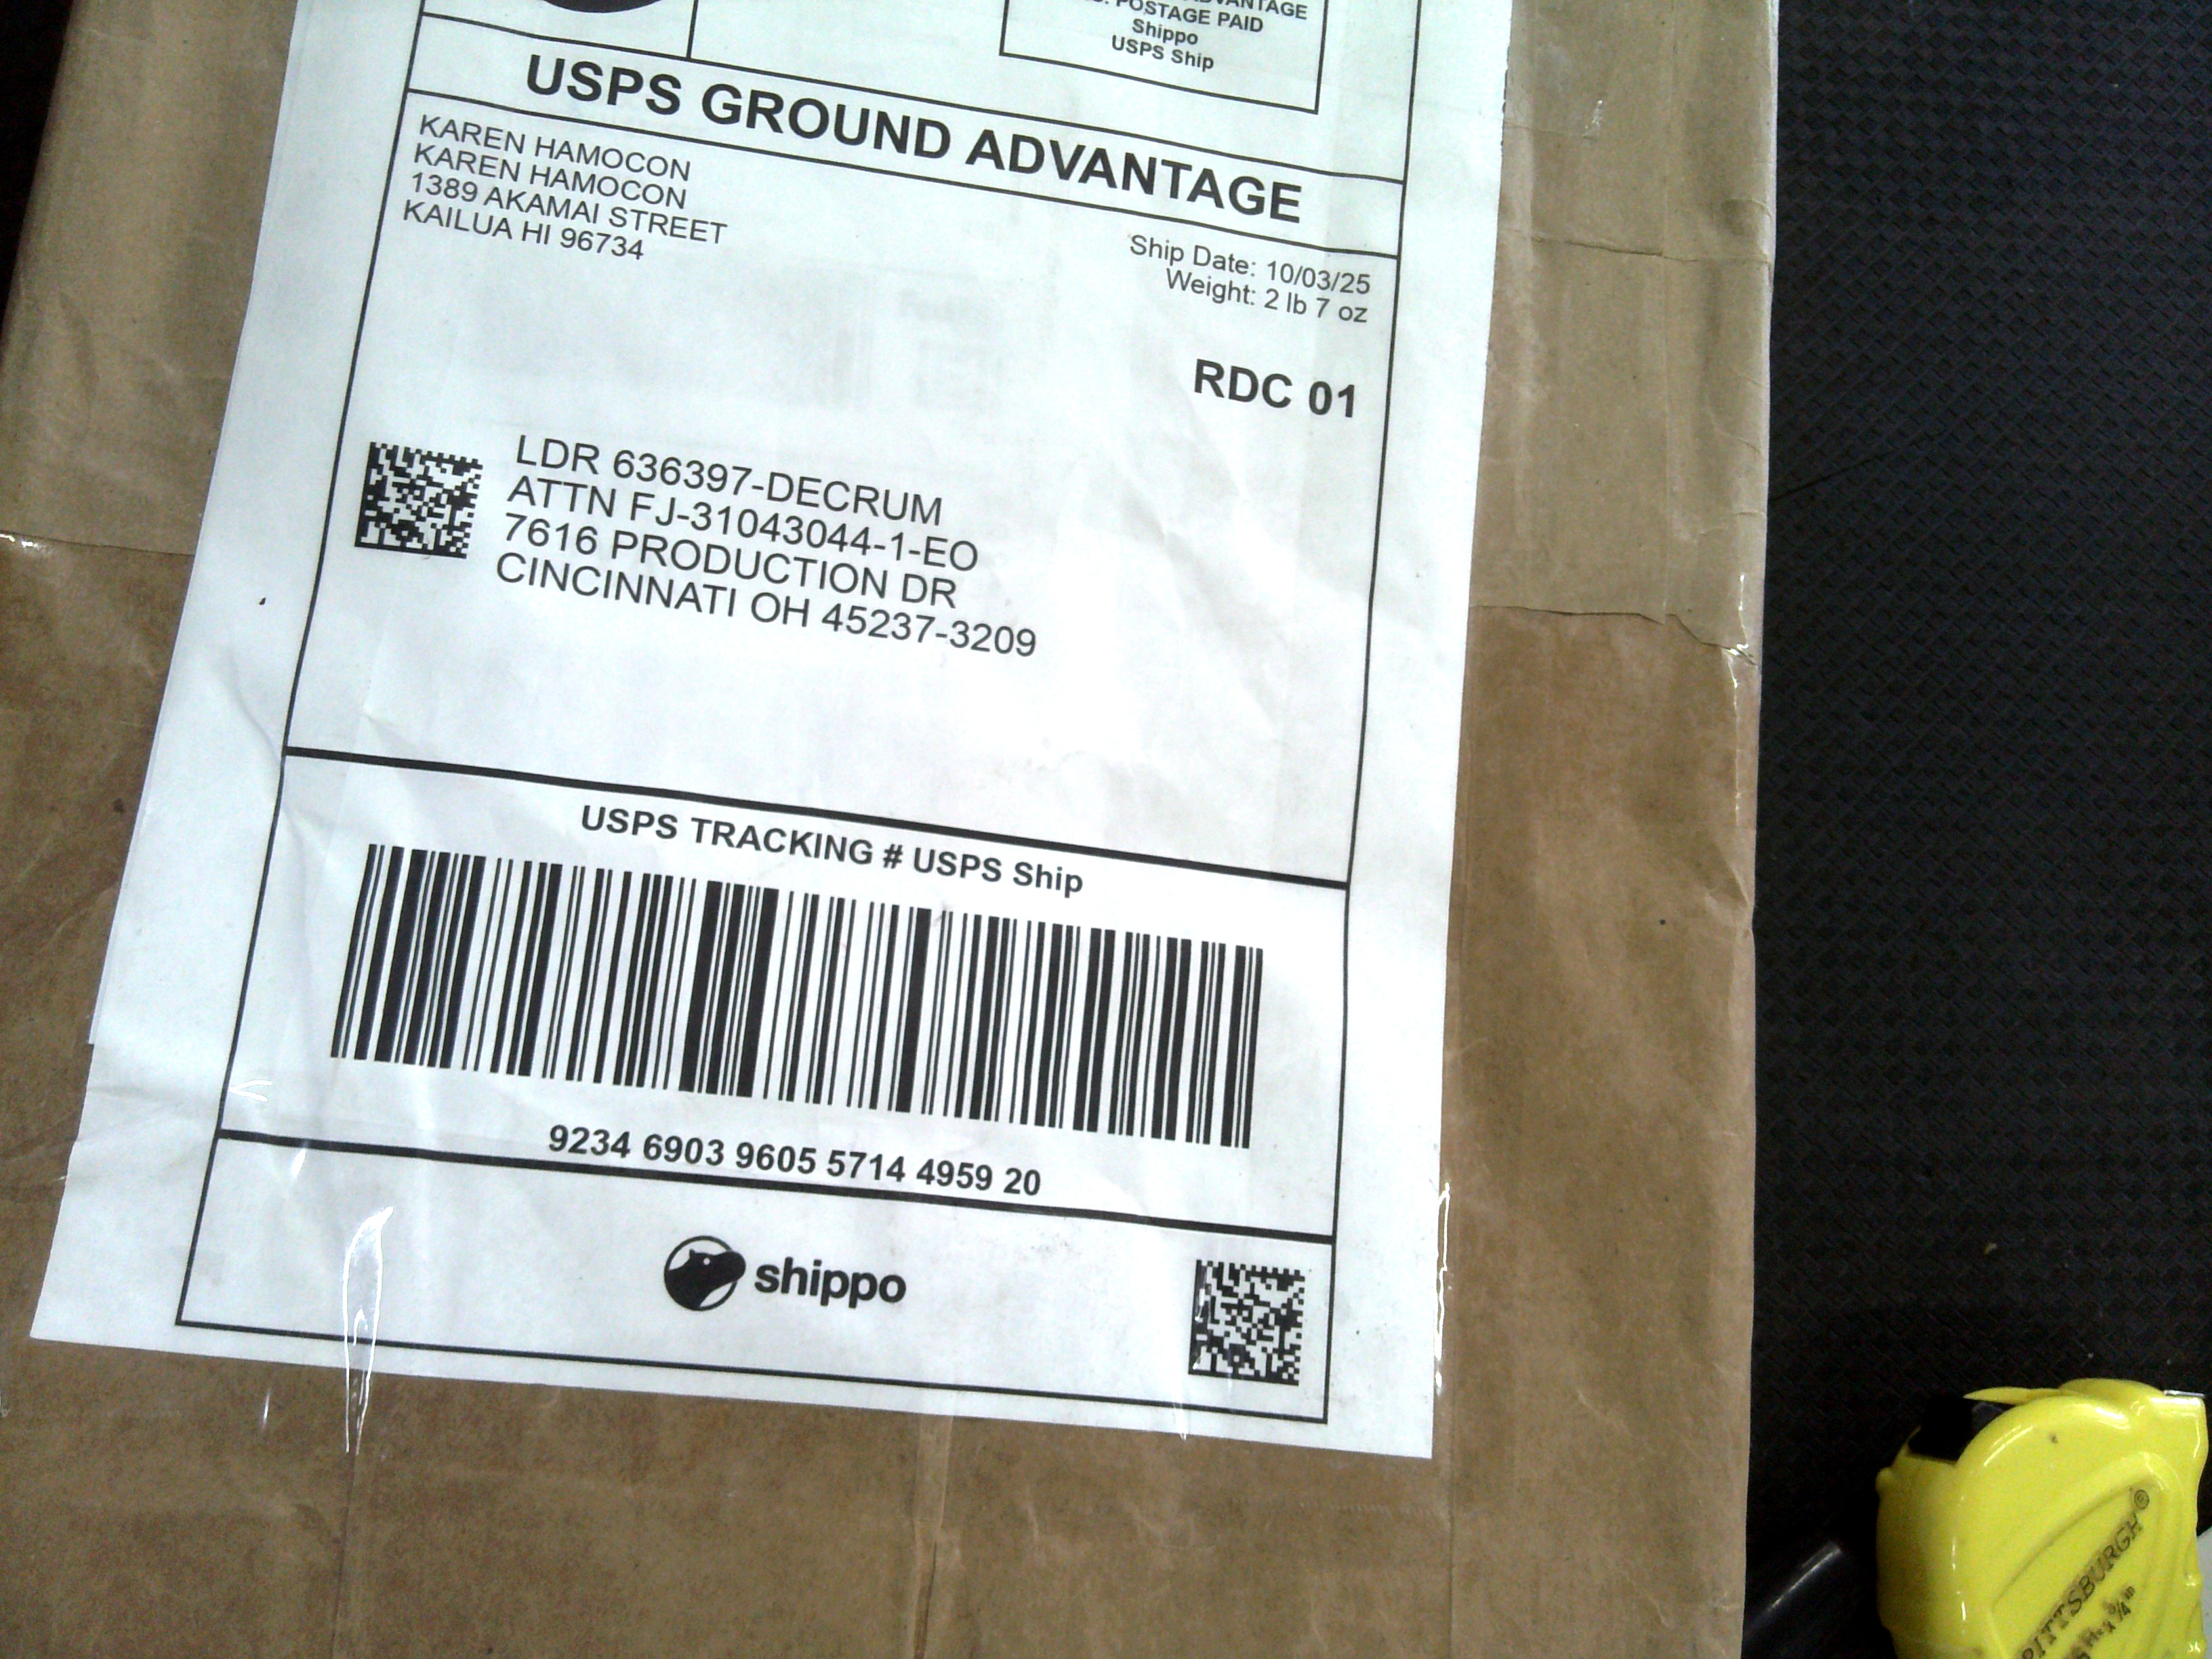 ADVANTAGE
POSTAGE PAID
Shippo
USPS Ship
USPS GROUND ADVANTAGE
KAREN HAMOCON
KAREN HAMOCON
1389 AKAMAI STREET
KAILUA HI 96734
Ship Date: 10/03/25
Weight: 2 lb 7 oz
RDC 01
LDR 636397-DECRUM
ATTN FJ-31043044-1-EO
7616 PRODUCTION DR
CINCINNATI OH 45237-3209
USPS TRACKING # USPS Ship
9234 6903 9605 5714 4959 20
shippo
PITTSBURGH®